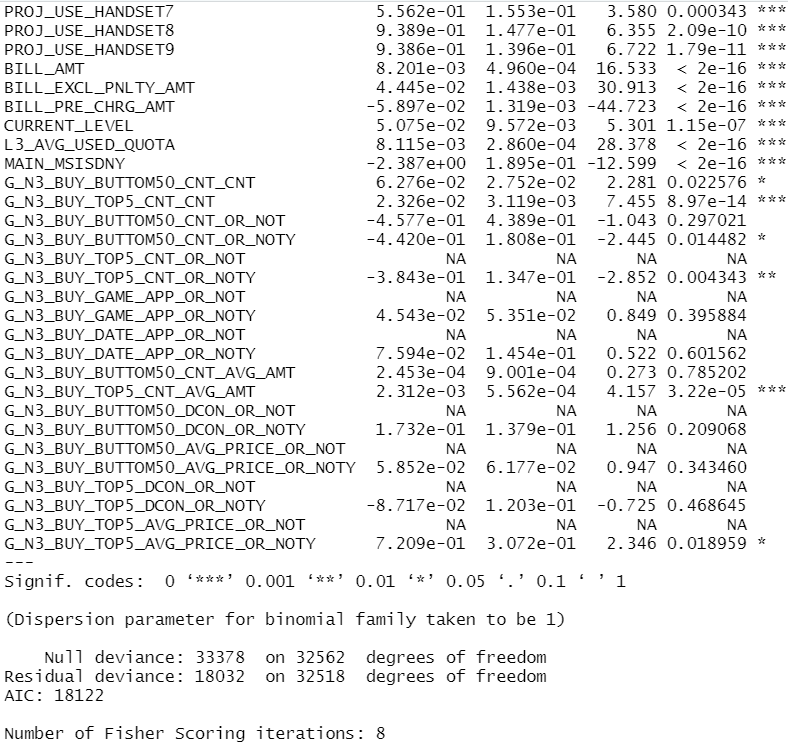 PROJ_USE_HANDSET7 5.562e-01 1.553e-01 3.580 0.000343 ***
PROJ_USE_HANDSET8 9.389e-01 1.477e-01 6.355 2.09e-10 ***
PROJ_USE_HANDSET9 9.386e-01 1.396e-01 6.722 1.79e-11 ***
BILL_AMT 8.201e-03 4.960e-04 16.533 < 2e-16 ***
BILL_EXCL_PNLTY_AMT 4.445e-02 1.438e-03 30.913 < 2e-16 ***
BILL_PRE_CHRG_AMT -5.897e-02 1.319e-03 -44.723 < 2e-16 ***
CURRENT_LEVEL 5.075e-02 9.572e-03 5.301 1.15e-07 ***
L3_AVG_USED_QUOTA 8.115e-03 2.860e-04 28.378 < 2e-16 ***
MAIN_MSISDNY -2.387e+00 1.895e-01 -12.599 < 2e-16 ***
G_N3_BUY_BUTTOM50_CNT_CNT 6.276e-02 2.752e-02 2.281 0.022576 *
G_N3_BUY_TOP5_CNT_CNT 2.326e-02 3.119e-03 7.455 8.97e-14 ***
G_N3_BUY_BUTTOM50_CNT_OR_NOT -4.577e-01 4.389e-01 -1.043 0.297021
G_N3_BUY_BUTTOM50_CNT_OR_NOTY -4.420e-01 1.808e-01 -2.445 0.014482 *
G_N3_BUY_TOP5_CNT_OR_NOT NA NA NA NA
G_N3_BUY_TOP5_CNT_OR_NOTY -3.843e-01 1.347e-01 -2.852 0.004343 **
G_N3_BUY_GAME_APP_OR_NOT NA NA NA NA
G_N3_BUY_GAME_APP_OR_NOTY 4.543e-02 5.351e-02 0.849 0.395884
G_N3_BUY_DATE_APP_OR_NOT NA NA NA NA
G_N3_BUY_DATE_APP_OR_NOTY 7.594e-02 1.454e-01 0.522 0.601562
G_N3_BUY_BUTTOM50_CNT_AVG_AMT 2.453e-04 9.001e-04 0.273 0.785202
G_N3_BUY_TOP5_CNT_AVG_AMT 2.312e-03 5.562e-04 4.157 3.22e-05 ***
G_N3_BUY_BUTTOM50_DCON_OR_NOT NA NA NA NA
G_N3_BUY_BUTTOM50_DCON_OR_NOTY 1.732e-01 1.379e-01 1.256 0.209068
G_N3_BUY_BUTTOM50_AVG_PRICE_OR_NOT NA NA NA NA
G_N3_BUY_BUTTOM50_AVG_PRICE_OR_NOTY 5.852e-02 6.177e-02 0.947 0.343460
G_N3_BUY_TOP5_DCON_OR_NOT NA NA NA NA
G_N3_BUY_TOP5_DCON_OR_NOTY -8.717e-02 1.203e-01 -0.725 0.468645
G_N3_BUY_TOP5_AVG_PRICE_OR_NOT NA NA NA NA
G_N3_BUY_TOP5_AVG_PRICE_OR_NOTY 7.209e-01 3.072e-01 2.346 0.018959 *
---
Signif. codes: 0 ‘***’ 0.001 ‘**’ 0.01 ‘*’ 0.05 ‘.’ 0.1 ‘ ’ 1
(Dispersion parameter for binomial family taken to be 1)
Null deviance: 33378 on 32562 degrees of freedom
Residual deviance: 18032 on 32518 degrees of freedom
AIC: 18122
Number of Fisher Scoring iterations: 8